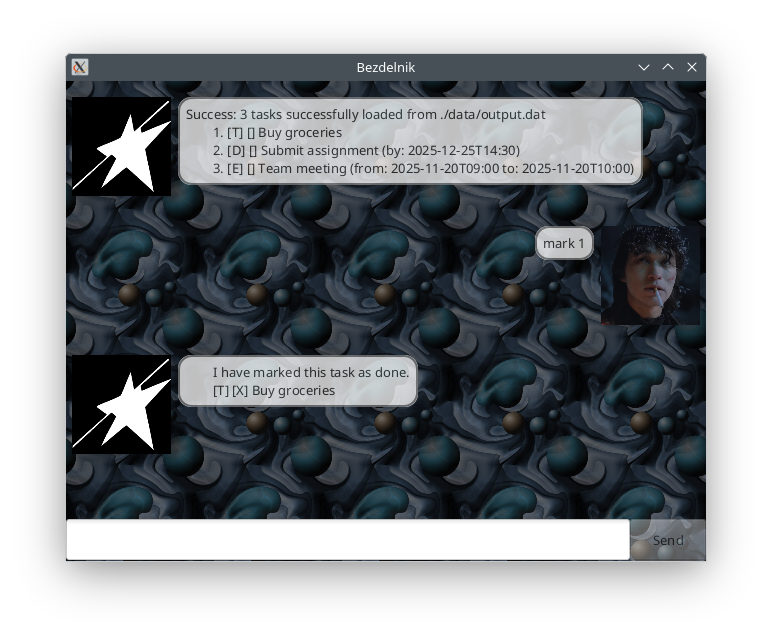 Bezdelnik
Success: 3 tasks successfully loaded from ./data/output.dat
1. [T] [] Buy groceries
2. [D] [] Submit assignment (by: 2025-12-25T14:30)
3. [E] [] Team meeting (from: 2025-11-20T09:00 to: 2025-11-20T10:00)
mark 1
I have marked this task as done.
[T] [X] Buy groceries
Send